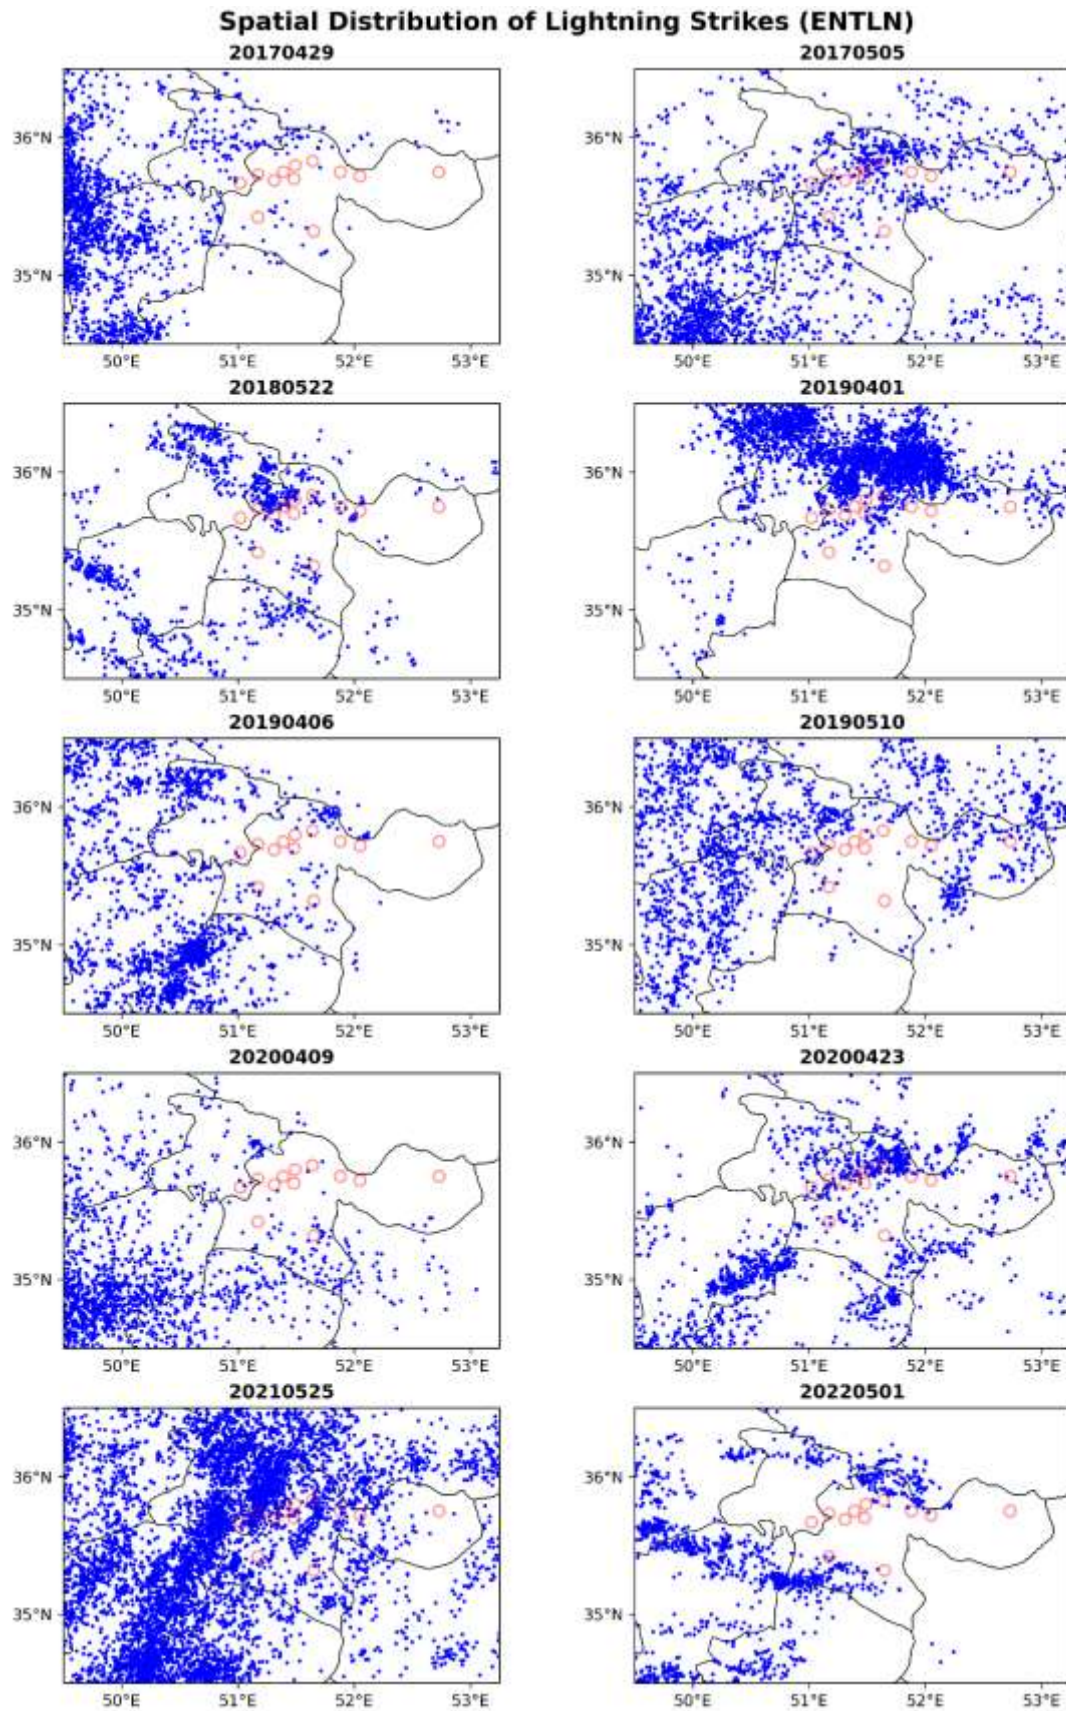 Spatial Distribution of Lightning Strikes (ENTLN)
20170429
20170505
36°N
35°N
50°E 51°E 52°E 53°E
36°N
35°N
50°E 51°E 52°E 53°E
20180522
20190401
36°N
35°N
50°E 51°E 52°E 53°E
36°N
35°N
50°E 51°E 52°E 53°E
20190406
20190510
36°N
35°N
50°E 51°E 52°E 53°E
36°N
35°N
50°E 51°E 52°E 53°E
20200409
20200423
36°N
35°N
50°E 51°E 52°E 53°E
36°N
35°N
50°E 51°E 52°E 53°E
20210525
20220501
36°N
35°N
50°E 51°E 52°E 53°E
36°N
35°N
50°E 51°E 52°E 53°E